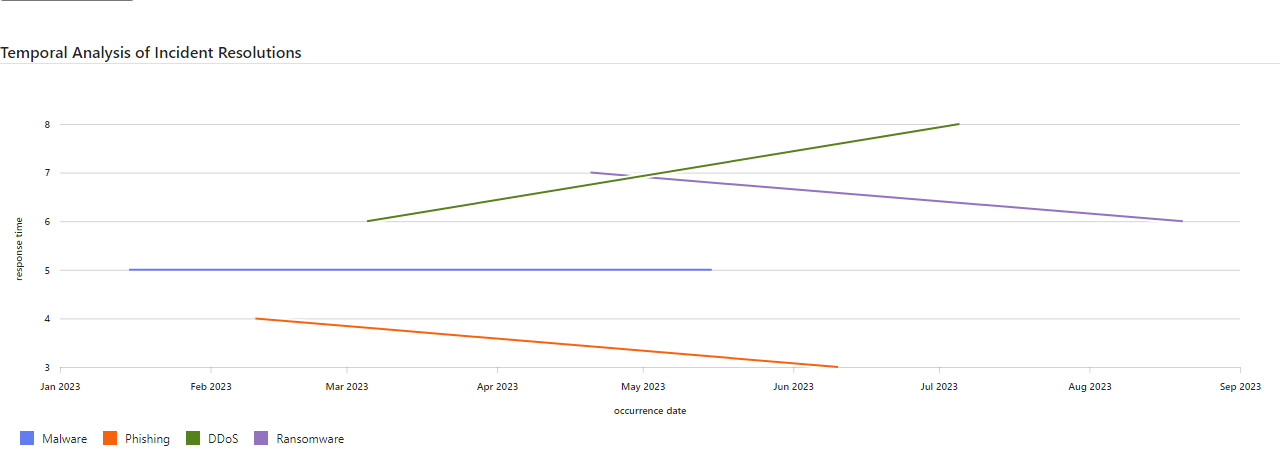 Temporal Analysis of Incident Resolutions
8
7
6
5
4
3
response time
Jan 2023 Feb 2023 Mar 2023 Apr 2023 May 2023 Jun 2023 Jul 2023 Aug 2023 Sep 2023
occurrence date
Malware Phishing DDoS Ransomware